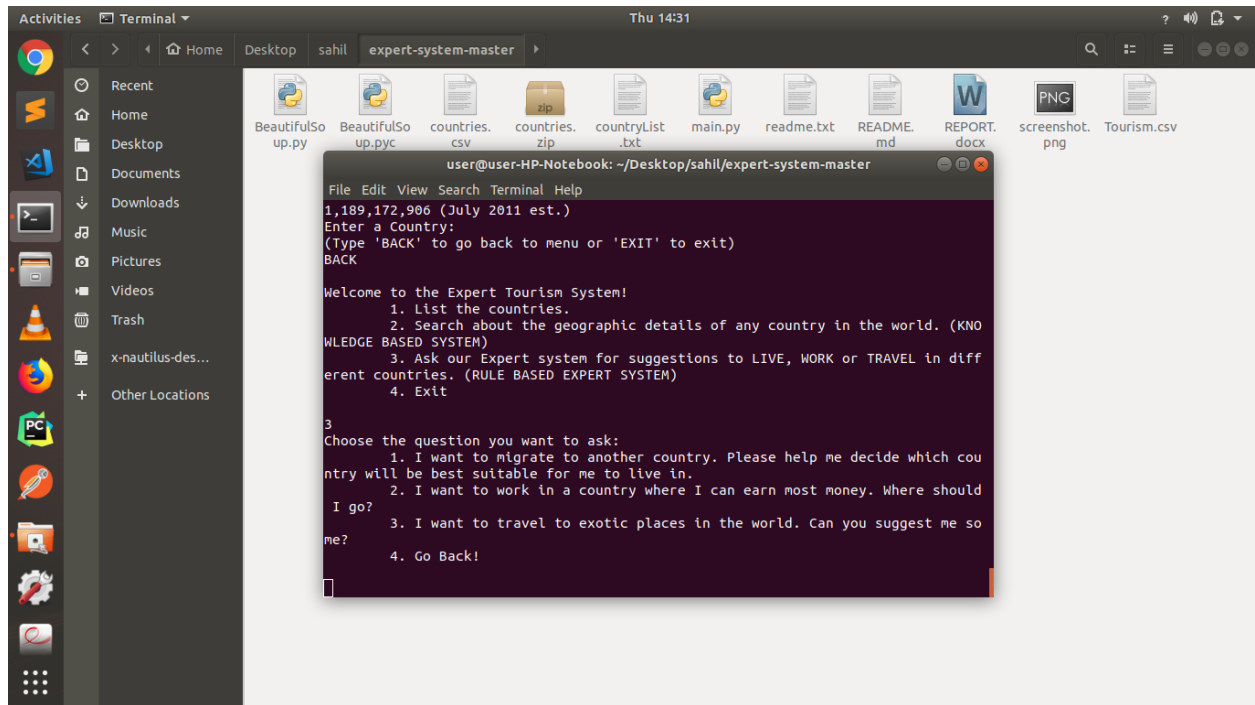 Activities Terminal Thu 14:31 ?
Home Desktop sahil expert-system-master
Recent
Home
Desktop
Documents
Downloads
Music
Pictures
Videos
Trash
x-nautilus-des...
Other Locations
BeautifulSo BeautifulSo countries. countries. countryList main.py readme.txt README. REPORT. screenshot. Tourism.csv
up.py up.pyc csv zip .txt md docx png
zip
W
PNG
PC
>_
user@user-HP-Notebook: ~/Desktop/sahil/expert-system-master
File Edit View Search Terminal Help
1,189,172,906 (July 2011 est.)
Enter a Country:
(Type 'BACK' to go back to menu or 'EXIT' to exit)
BACK
Welcome to the Expert Tourism System!
1. List the countries.
2. Search about the geographic details of any country in the world. (KNO
WLEDGE BASED SYSTEM)
3. Ask our Expert system for suggestions to LIVE, WORK or TRAVEL in diff
erent countries. (RULE BASED EXPERT SYSTEM)
4. Exit
3
Choose the question you want to ask:
1. I want to migrate to another country. Please help me decide which cou
ntry will be best suitable for me to live in.
2. I want to work in a country where I can earn most money. Where should
I go?
3. I want to travel to exotic places in the world. Can you suggest me so
me?
4. Go Back!